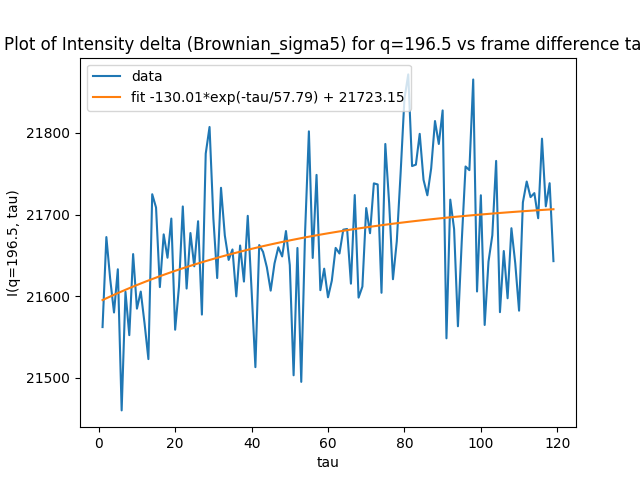 Plot of Intensity delta (Brownian_sigma5) for q=196.5 vs frame difference ta
data
fit -130.01*exp(-tau/57.79) + 21723.15
I(q=196.5, tau)
21800
21700
21600
21500
0 20 40 60 80 100 120
tau